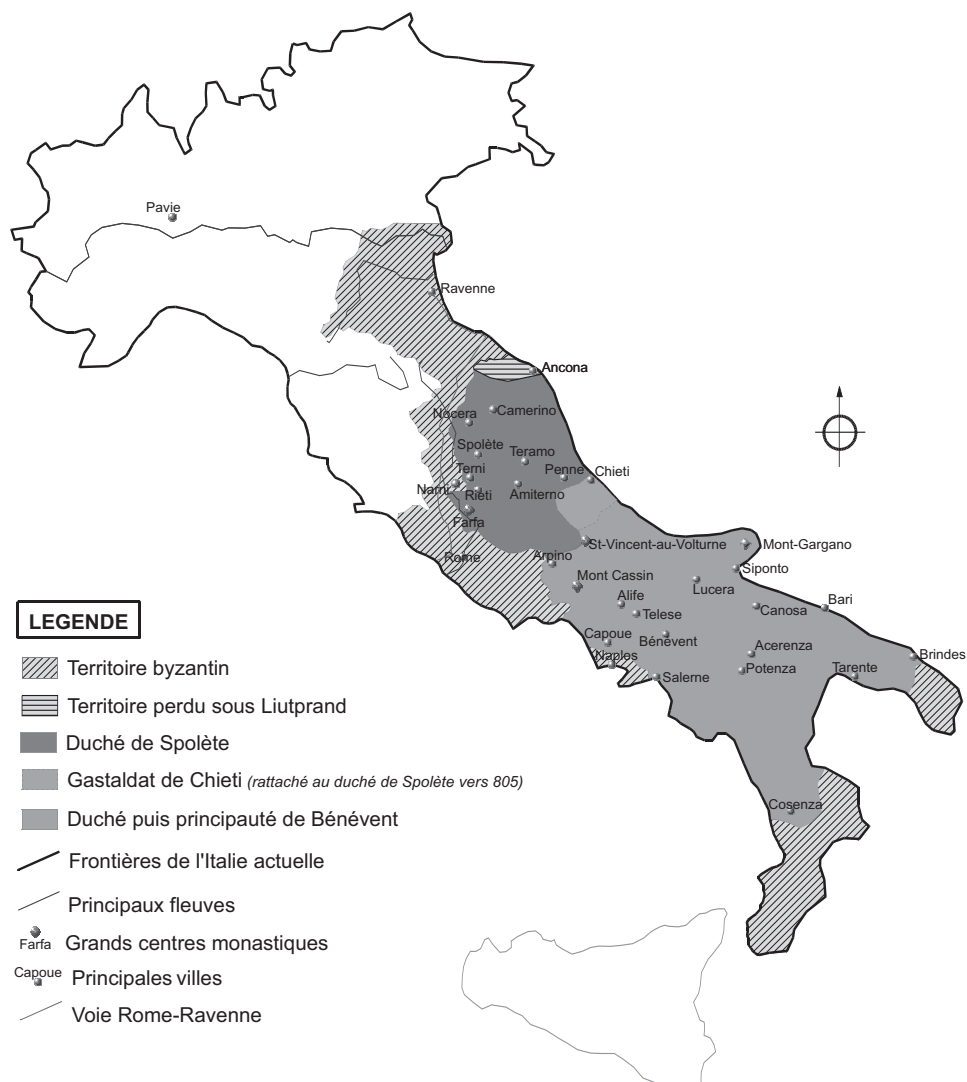 Pavie
Ravenne
Ancona
Camerino
Nocera
Spolète
Teramo
Terni
Penne
Chieti
Narni
Rieti
Amiterno
Farfa
St-Vincent-au-Volturne
Mont-Gargano
Rome
Arpino
Siponto
Mont Cassin
Lucera
Alife
Bari
Telese
Canosa
Capoue
Bénévent
Acerenza
Brindes
Naples
Potenza
Tarente
Salerne
Cosenza
LEGENDE
Territoire byzantin
Territoire perdu sous Liutprand
Duché de Spolète
Gastaldat de Chieti (rattaché au duché de Spolète vers 805)
Duché puis principauté de Bénévent
Frontières de l'Italie actuelle
Principaux fleuves
Farfa Grands centres monastiques
Capoue Principales villes
Voie Rome-Ravenne